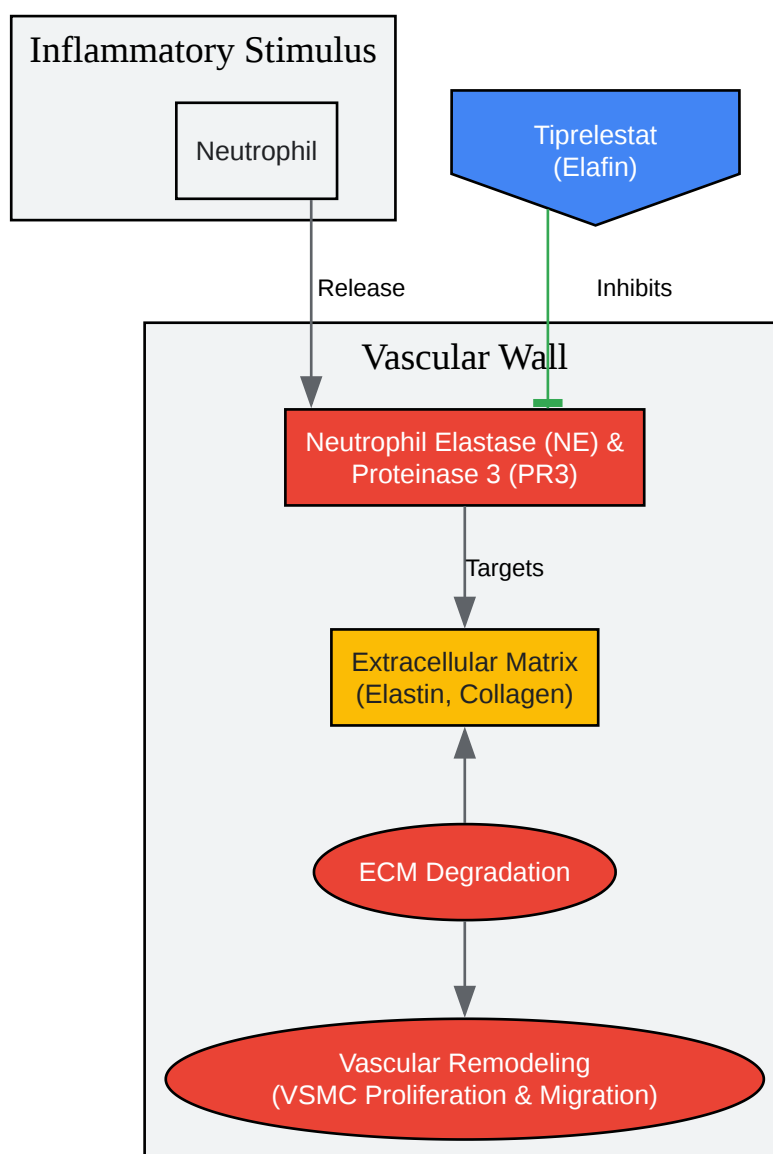 Inflammatory Stimulus
Neutrophil
Tiprelestat
(Elafin)
Release
Inhibits
Vascular Wall
Neutrophil Elastase (NE) &
Proteinase 3 (PR3)
Targets
Extracellular Matrix
(Elastin, Collagen)
ECM Degradation
Vascular Remodeling
(VSMC Proliferation & Migration)